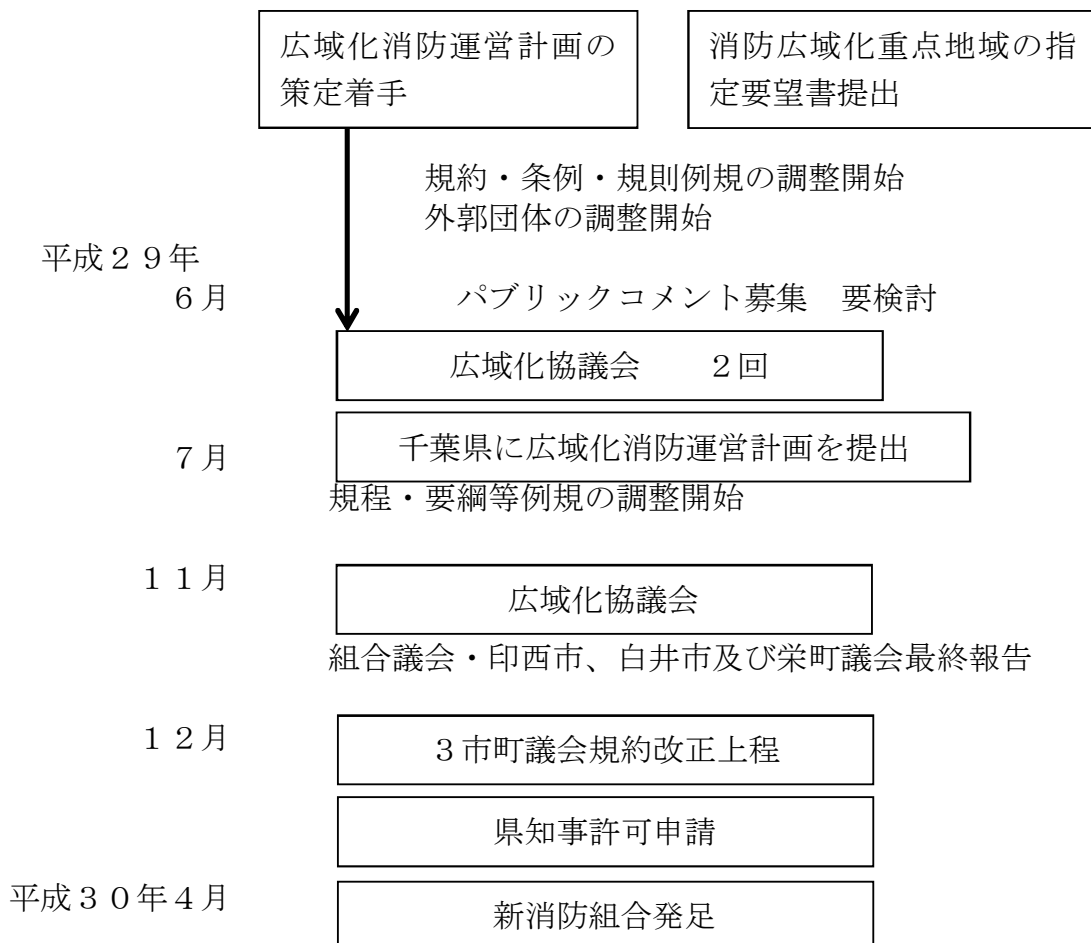 広域化消防運営計画の
策定着手
消防広域化重点地域の指
定要望書提出
規約・条例・規則例規の調整開始
外郭団体の調整開始
平成２９年
６月
パブリックコメント募集　要検討
広域化協議会　　２回
７月
千葉県に広域化消防運営計画を提出
規程・要綱等例規の調整開始
１１月
広域化協議会
組合議会・印西市、白井市及び栄町議会最終報告
１２月
３市町議会規約改正上程
県知事許可申請
平成３０年４月
新消防組合発足